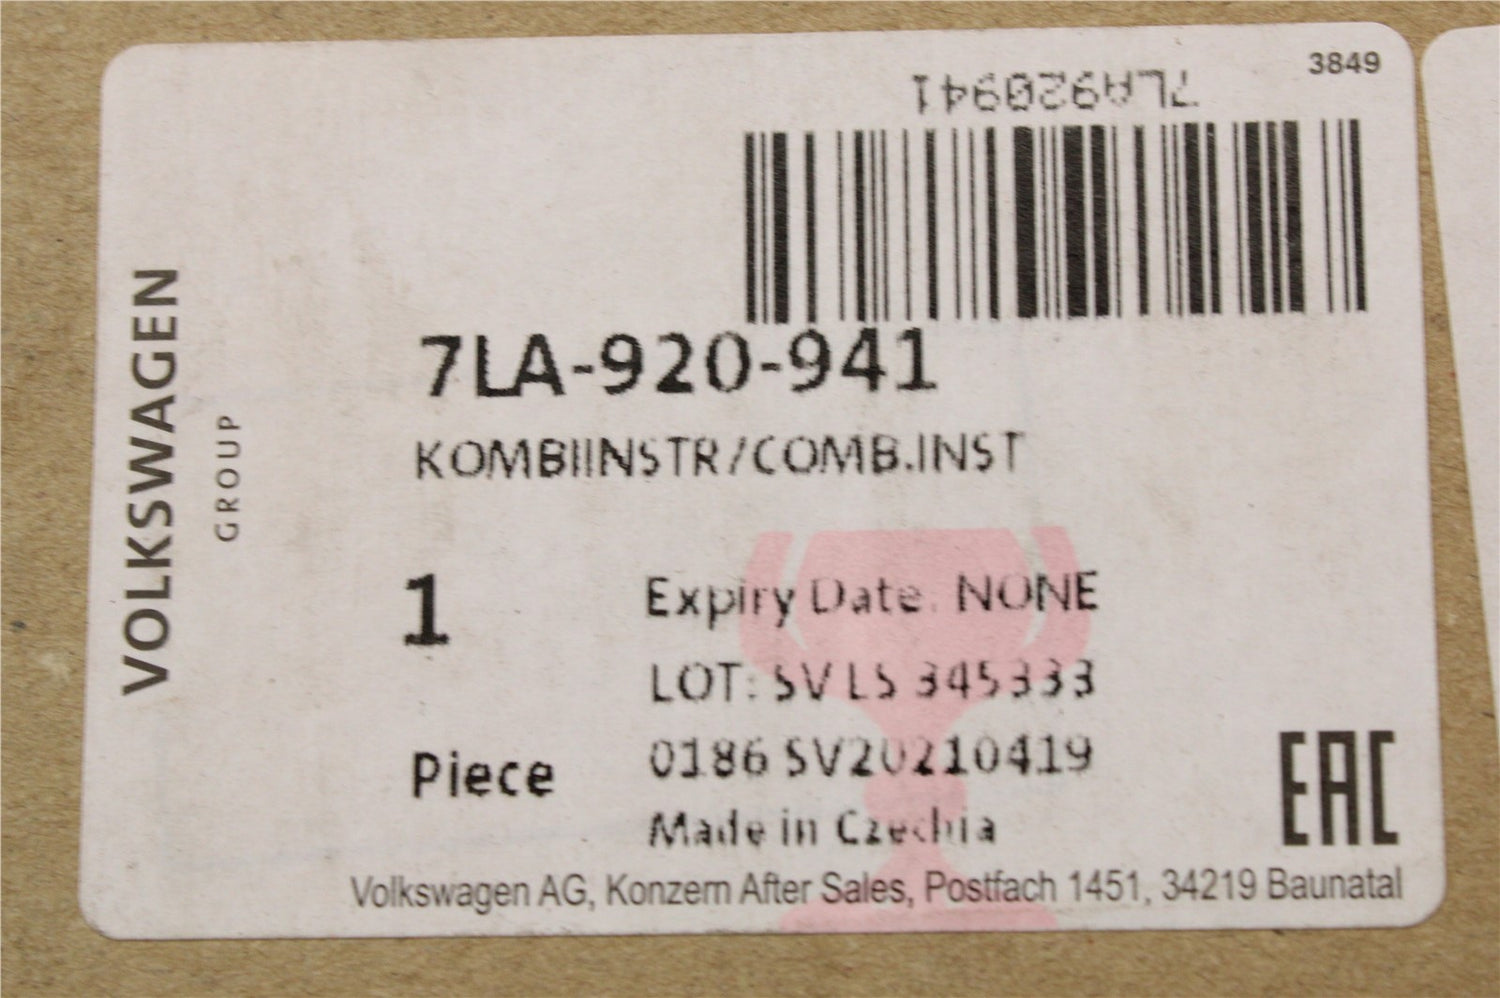 3849
7LA920941
7LA-920-941
KOMBIINSTR/COMB.INST
VOLKSWAGEN
GROUP
1
Expiry Date: NONE
LOT: SV LS 345333
Piece
0186 SV20210419
Made in Czechia
EAC
Volkswagen AG, Konzern After Sales, Postfach 1451, 34219 Baunatal